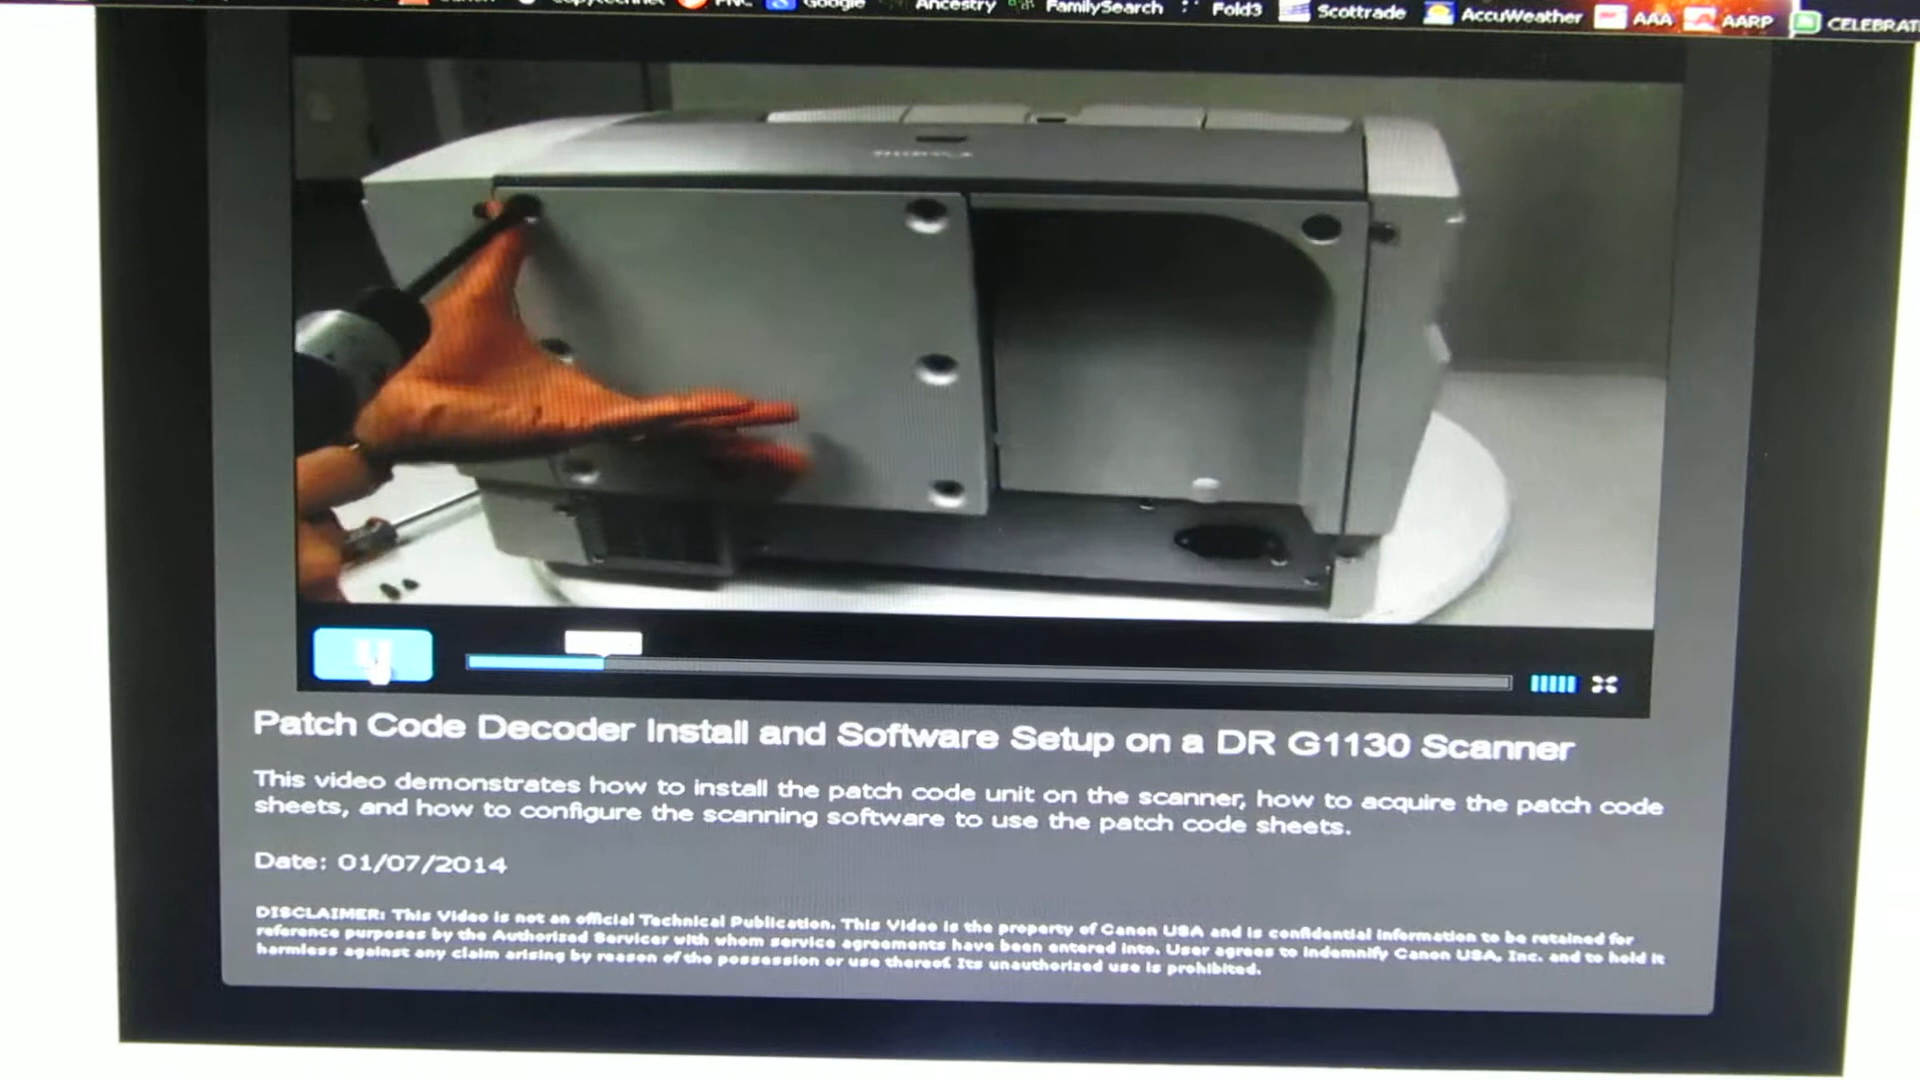 Canon Copytechnet PNC Google Ancestry FamilySearch Fold3 Scottrade AccuWeather AAA AARP CELEBRAT
Patch Code Decoder Install and Software Setup on a DR G1130 Scanner
This video demonstrates how to install the patch code unit on the scanner, how to acquire the patch code
sheets, and how to configure the scanning software to use the patch code sheets.
Date: 01/07/2014
DISCLAIMER: This Video is not an official Technical Publication. This Video is the property of Canon USA and is confidential information to be retained for
reference purposes by the Authorized Servicer with whom service agreements have been entered into. User agrees to indemnify Canon USA, Inc. and to hold it
harmless against any claim arising by reason of the possession or use thereof. Its unauthorized use is prohibited.